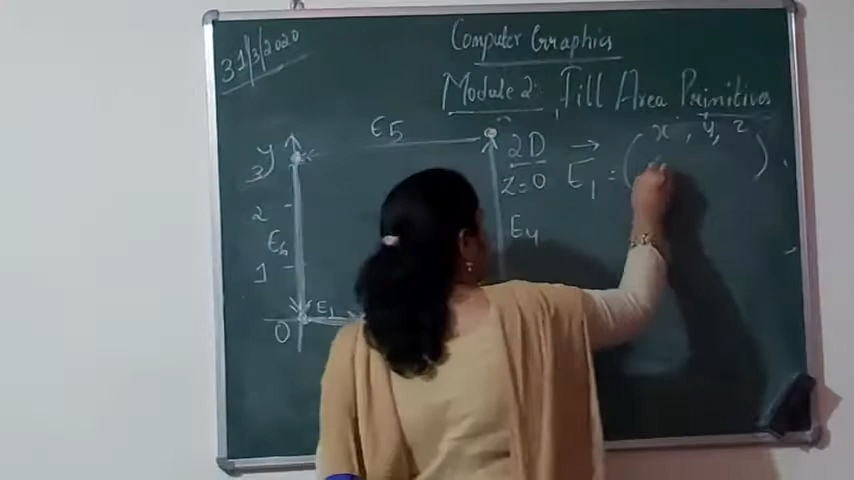 31/3/2020
Computer Graphics
Module 2: Fill Area Primitives
y
3
2
1
0
E5
E6
E1
E4
2D
z=0
E1 = ( x, y, z )